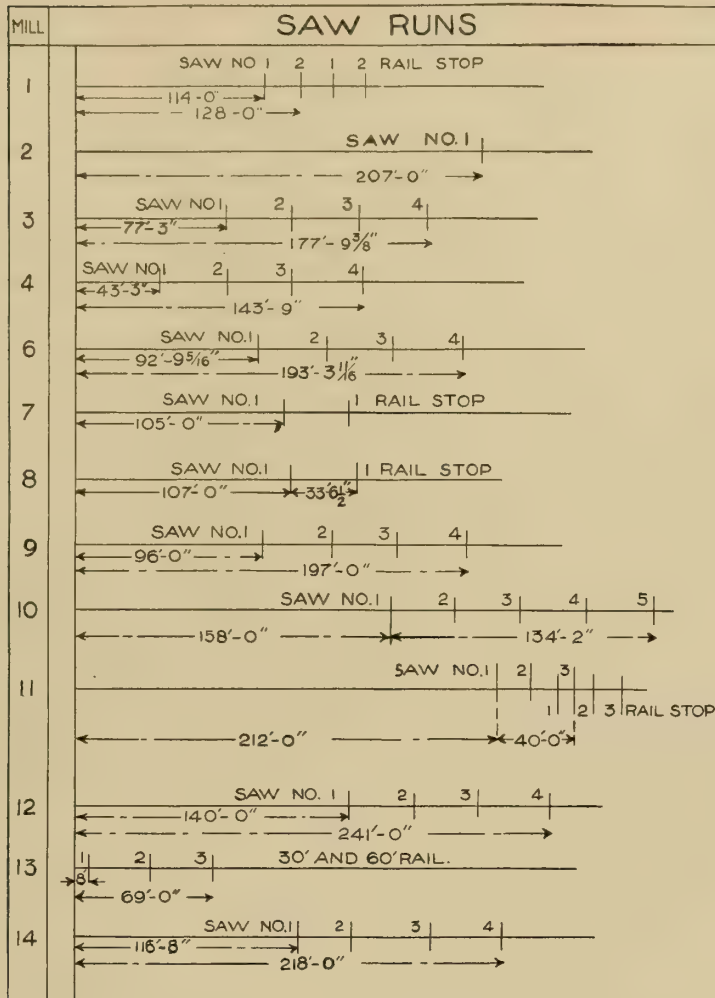 MILL SAW RUNS
SAW NO 1 2 1 2 RAIL STOP
1
114-0"
128-0"
SAW NO.1
2
207'-0"
SAW NO1 2 3 4
3
77'-3"
177'-9 3/8"
SAW NO1 2 3 4
4
43'-3"
143'-9"
SAW NO.1 2 3 4
6
92'-9 5/16"
193'-3 11/16"
SAW NO.1 1 RAIL STOP
7
105'-0"
SAW NO.1 1 RAIL STOP
8
107'-0" 33'6 1/2"
SAW NO.1 2 3 4
9
96'-0"
197'-0"
SAW NO.1 2 3 4 5
10
158'-0" 134'-2"
SAW NO.1 2 3
11
1 2 3 RAIL STOP
212'-0" 40'-0"
SAW NO. 1 2 3 4
12
140'-0"
241'-0"
1 2 3 30' AND 60' RAIL.
13
8'
69'-0"
SAW NO.1 2 3 4
14
116'-8"
218'-0"